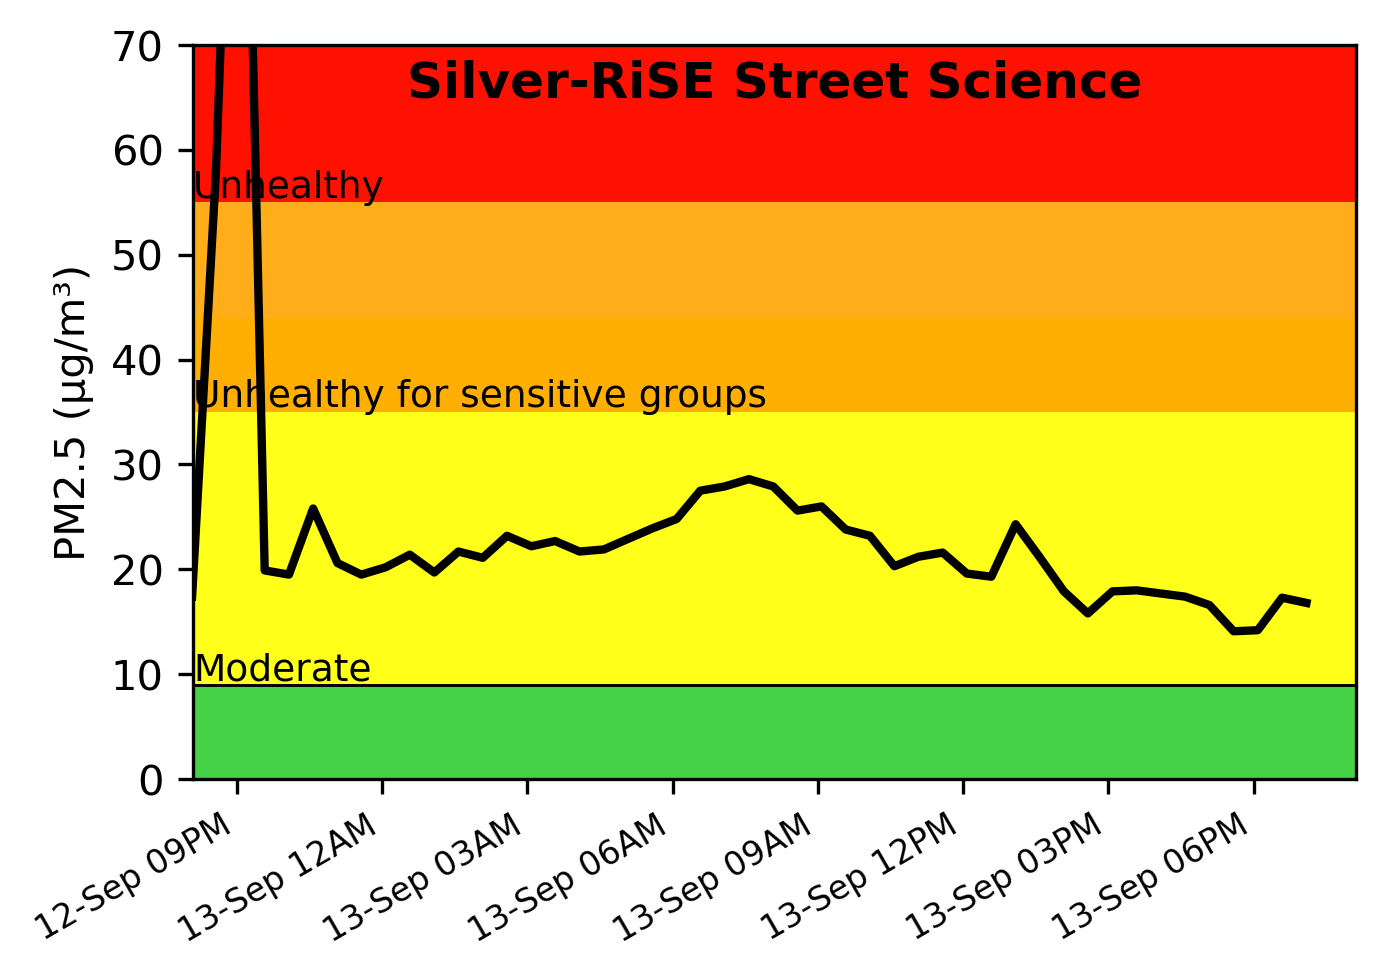 Silver-RiSE Street Science
PM2.5 (µg/m³)
70
60
50
40
30
20
10
0
Unhealthy
Unhealthy for sensitive groups
Moderate
12-Sep 09PM
13-Sep 12AM
13-Sep 03AM
13-Sep 06AM
13-Sep 09AM
13-Sep 12PM
13-Sep 03PM
13-Sep 06PM